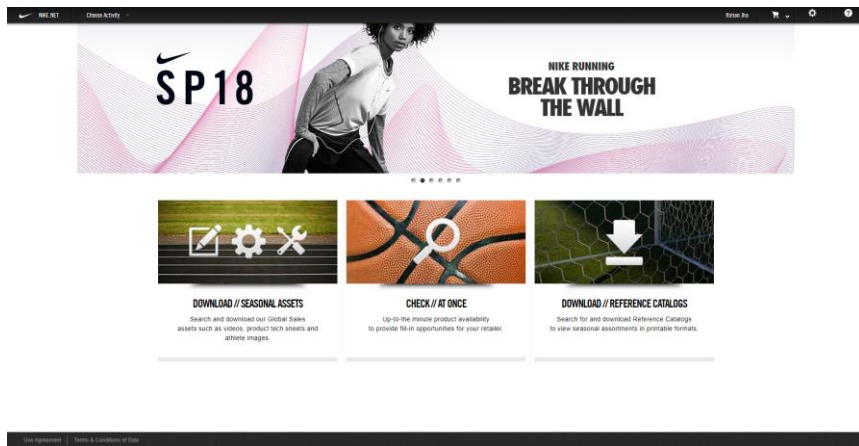 NIKE.NET
Choose Activity
Rohan Jha
SP18
NIKE RUNNING
BREAK THROUGH
THE WALL
DOWNLOAD // SEASONAL ASSETS
Search and download our Global Sales
assets such as videos, product tech sheets and
athlete images.
CHECK // AT ONCE
Up-to-the minute product availability
to provide fill-in opportunities for your retailer.
DOWNLOAD // REFERENCE CATALOGS
Search for and download Reference Catalogs
to view seasonal assortments in printable formats.
Use Agreement | Terms & Conditions of Sale